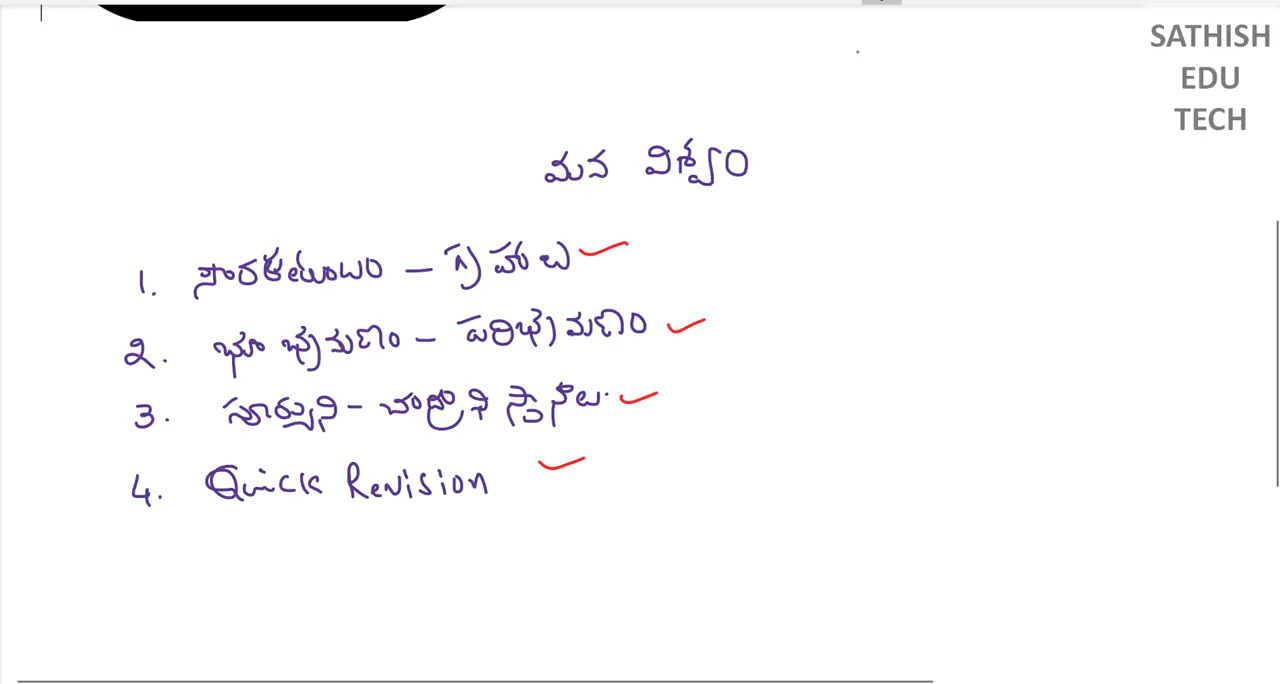 SATHISH
EDU
TECH
మన విశ్వం
1. సౌరకుటుంబం - గ్రహాలు
2. భూ భ్రమణం - పరిభ్రమణం
3. సూర్యుని - చంద్రుని స్థానాలు.
4. Quick Revision